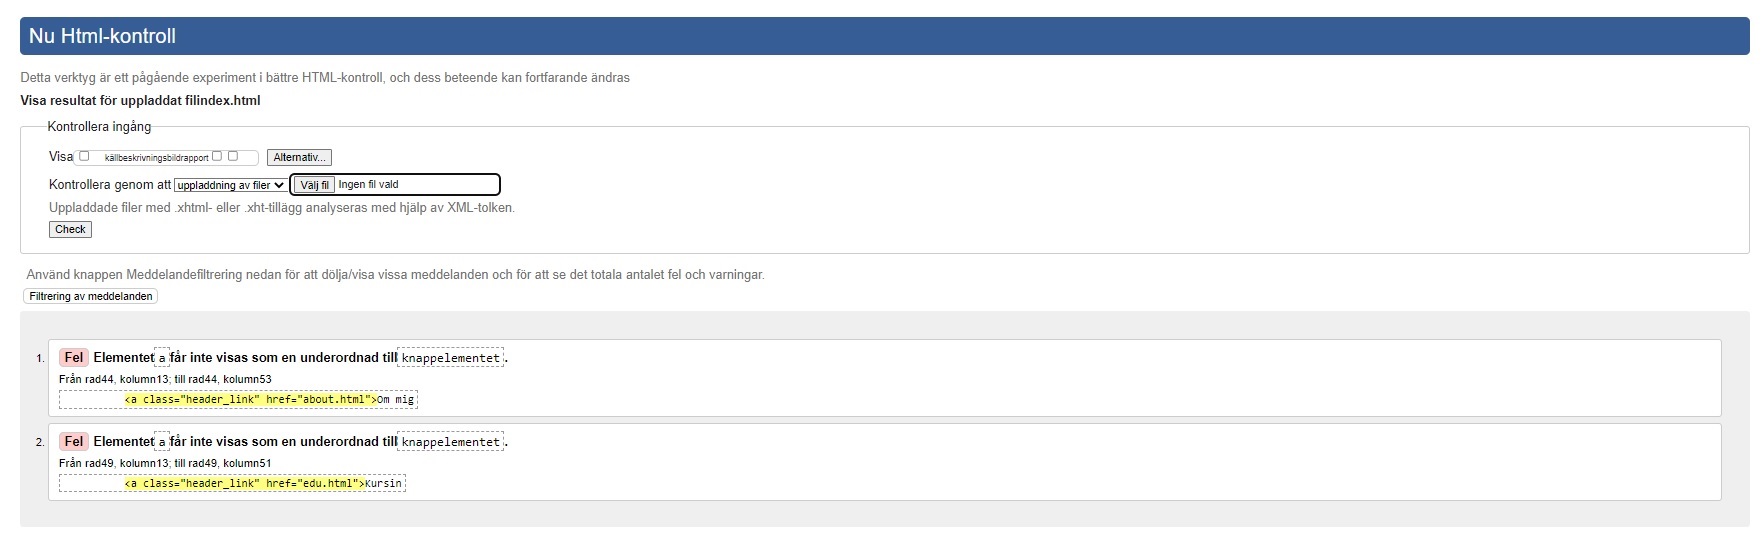 Nu Html-kontroll
Detta verktyg är ett pågående experiment i bättre HTML-kontroll, och dess beteende kan fortfarande ändras
Visa resultat för uppladdat filindex.html
Kontrollera ingång
Visa källbeskrivningsbildrapport Alternativ...
Kontrollera genom att uppladdning av filer Välj fil Ingen fil vald
Uppladdade filer med .xhtml- eller .xht-tillägg analyseras med hjälp av XML-tolken.
Check
Använd knappen Meddelandefiltrering nedan för att dölja/visa vissa meddelanden och för att se det totala antalet fel och varningar.
Filtrering av meddelanden
1. Fel Elementet a får inte visas som en underordnad till knappelementet.
Från rad44, kolumn13; till rad44, kolumn53
<a class="header_link" href="about.html">Om mig
2. Fel Elementet a får inte visas som en underordnad till knappelementet.
Från rad49, kolumn13; till rad49, kolumn51
<a class="header_link" href="edu.html">Kursin